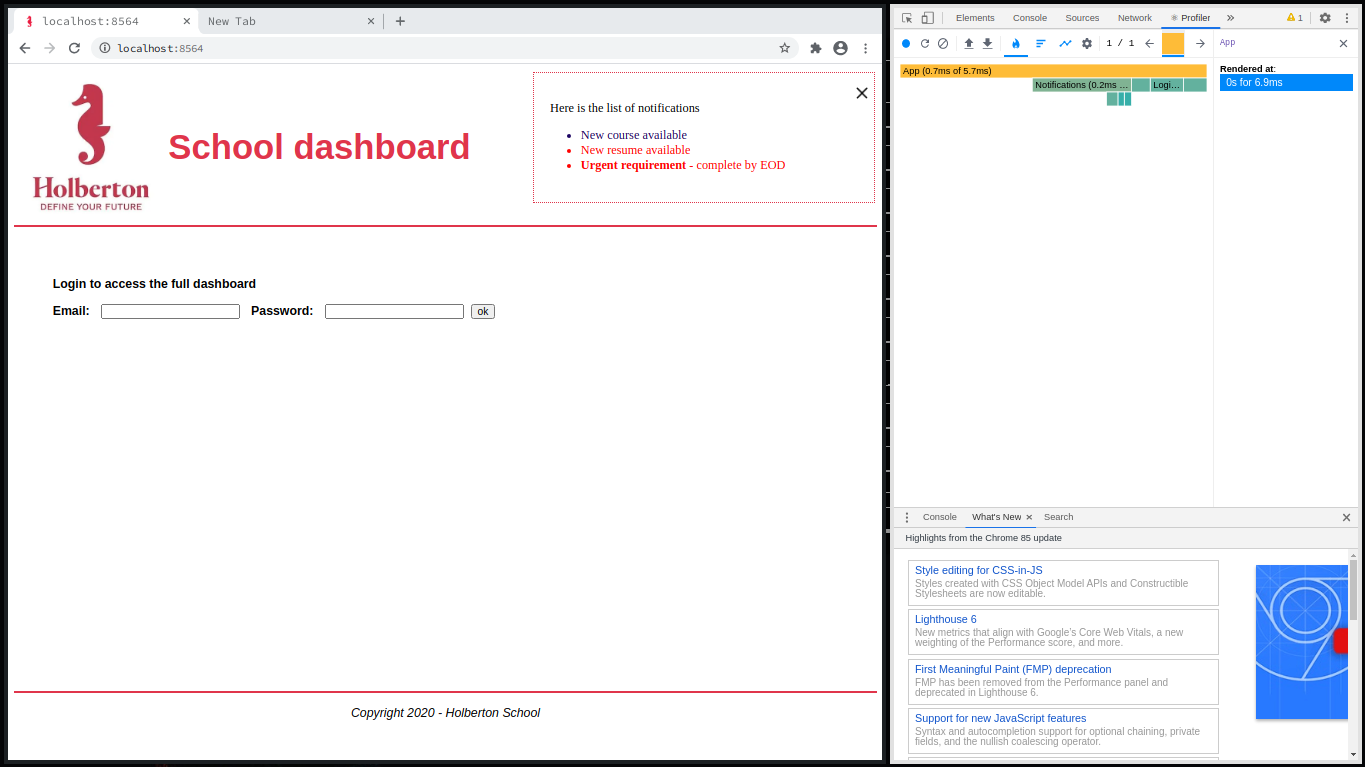 localhost:8564
New Tab
localhost:8564
Holberton
DEFINE YOUR FUTURE
School dashboard
Here is the list of notifications
New course available
New resume available
Urgent requirement - complete by EOD
Login to access the full dashboard
Email: Password: ok
Copyright 2020 - Holberton School
Elements Console Sources Network Profiler 1
1 / 1 App
App (0.7ms of 5.7ms)
Notifications (0.2ms ... Logi...
Rendered at:
0s for 6.9ms
Console What's New Search
Highlights from the Chrome 85 update
Style editing for CSS-in-JS
Styles created with CSS Object Model APIs and Constructible
Stylesheets are now editable.
Lighthouse 6
New metrics that align with Google's Core Web Vitals, a new
weighting of the Performance score, and more.
First Meaningful Paint (FMP) deprecation
FMP has been removed from the Performance panel and
deprecated in Lighthouse 6.
Support for new JavaScript features
Syntax and autocompletion support for optional chaining, private
fields, and the nullish coalescing operator.